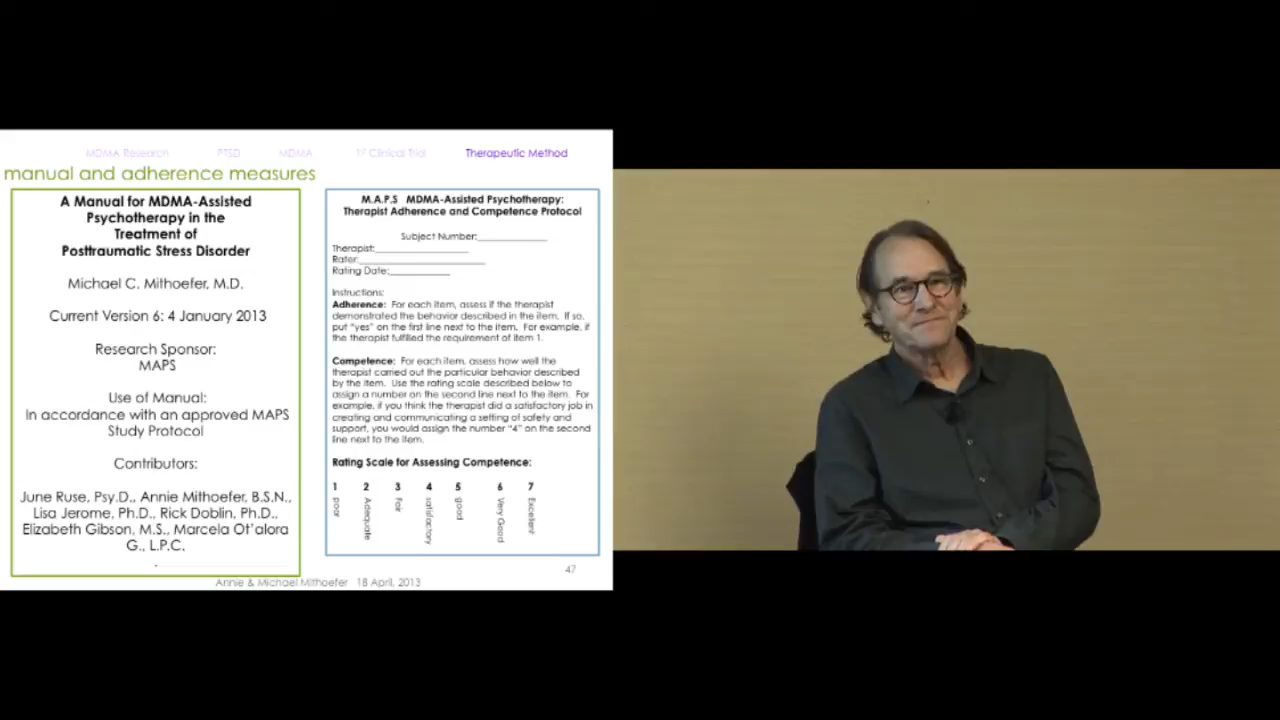 MDMA Research PTSD MDMA 1st Clinical Trial Therapeutic Method
manual and adherence measures
A Manual for MDMA-Assisted
Psychotherapy in the
Treatment of
Posttraumatic Stress Disorder
Michael C. Mithoefer, M.D.
Current Version 6: 4 January 2013
Research Sponsor:
MAPS
Use of Manual:
In accordance with an approved MAPS
Study Protocol
Contributors:
June Ruse, Psy.D., Annie Mithoefer, B.S.N.,
Lisa Jerome, Ph.D., Rick Doblin, Ph.D.,
Elizabeth Gibson, M.S., Marcela Ot'alora
G., L.P.C.
M.A.P.S MDMA-Assisted Psychotherapy:
Therapist Adherence and Competence Protocol
Subject Number:____________
Therapist:________________
Rater:______________________
Rating Date:__________
Instructions:
Adherence: For each item, assess if the therapist
demonstrated the behavior described in the item. If so,
put "yes" on the first line next to the item. For example, if
the therapist fulfilled the requirement of item 1.
Competence: For each item, assess how well the
therapist carried out the particular behavior described
by the item. Use the rating scale described below to
assign a number on the second line next to the item. For
example, if you think the therapist did a satisfactory job in
creating and communicating a setting of safety and
support, you would assign the number "4" on the second
line next to the item.
Rating Scale for Assessing Competence:
1 2 3 4 5 6 7
poor Adequate Fair satisfactory good Very Good Excellent
47
Annie & Michael Mithoefer 18 April, 2013